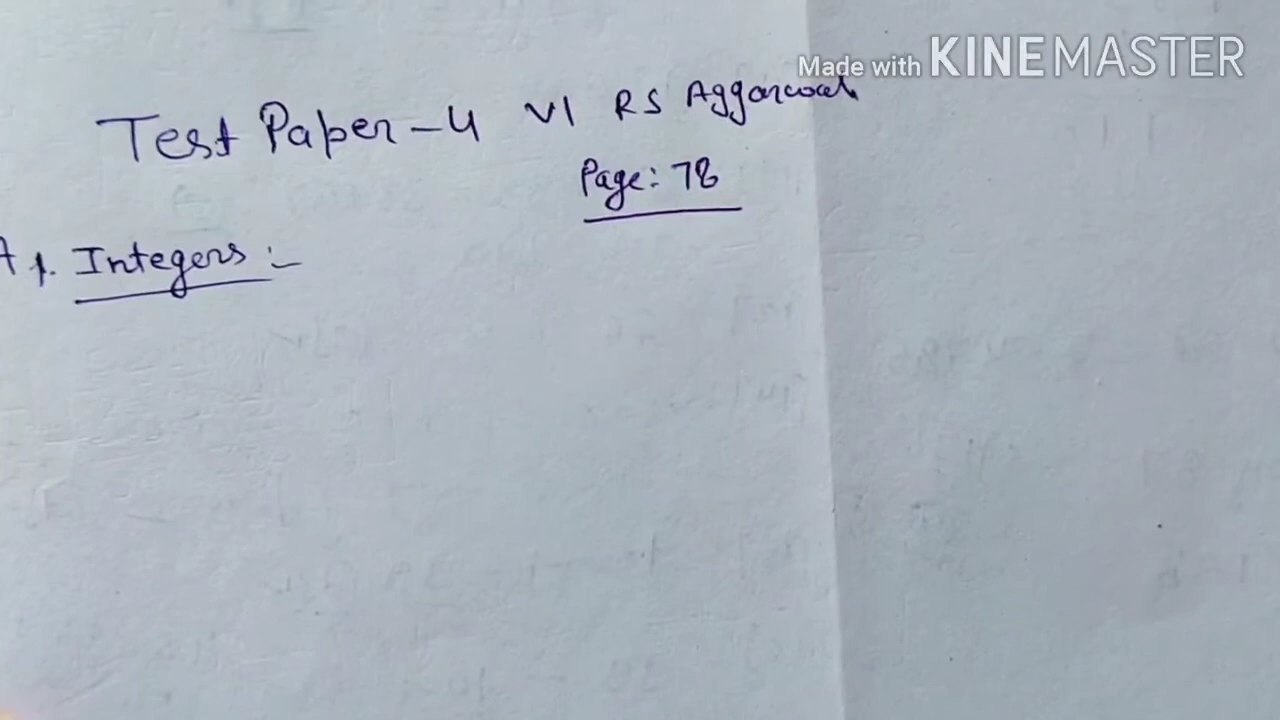 Made with KINEMASTER
Test Paper-4 VI RS Aggarwal
Page: 78
A 1. Integers :-